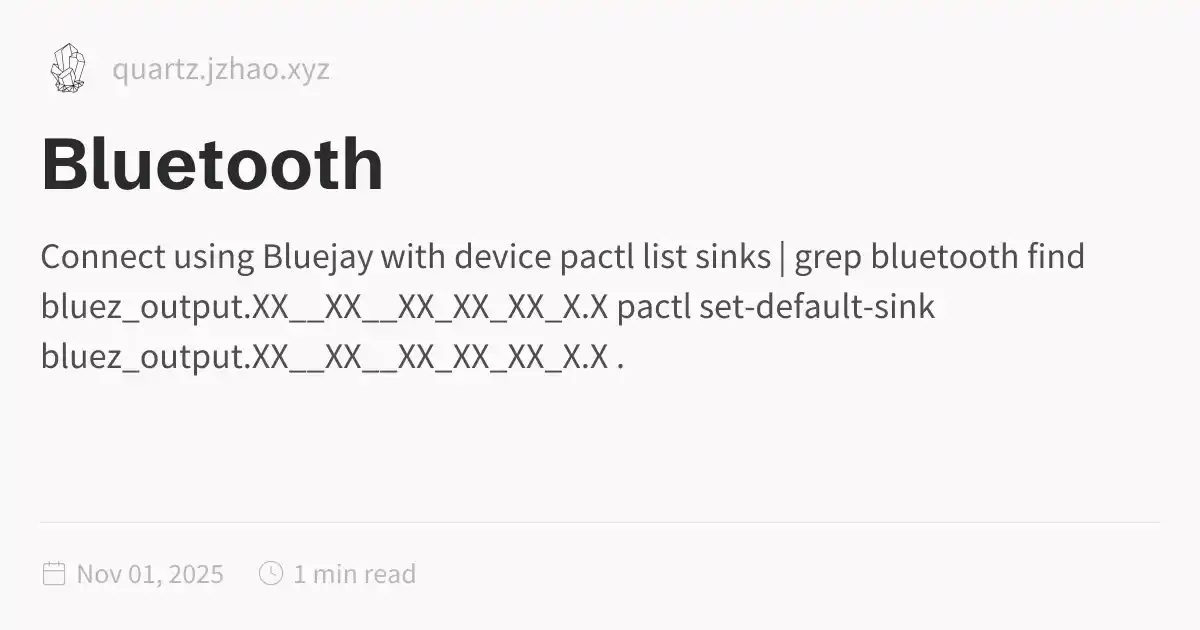 quartz.jzhao.xyz
Bluetooth
Connect using Bluejay with device pactl list sinks | grep bluetooth find
bluez_output.XX__XX__XX_XX_XX_X.X pactl set-default-sink
bluez_output.XX__XX__XX_XX_XX_X.X .
Nov 01, 2025 1 min read